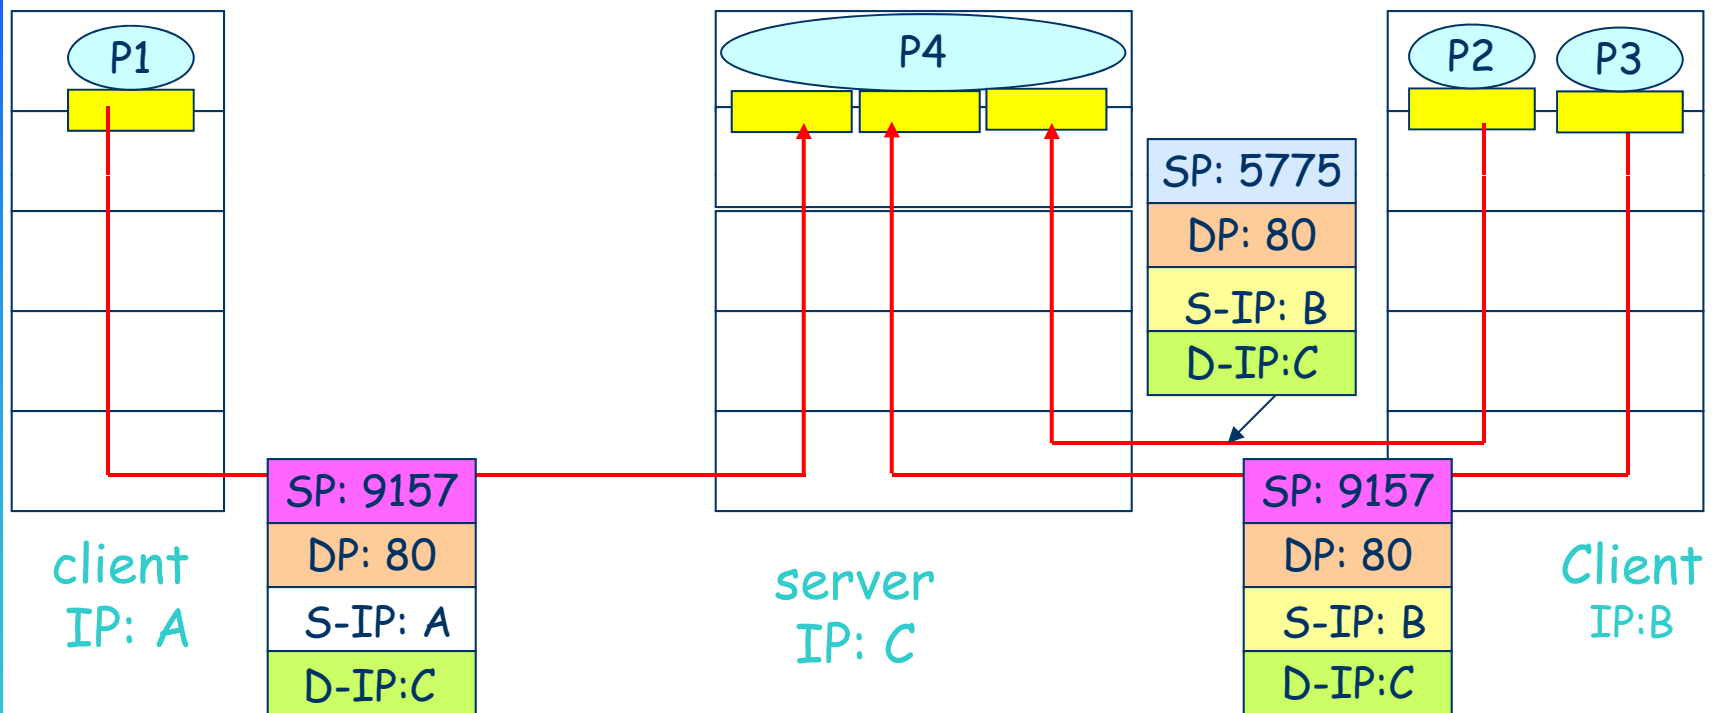 P1
P4
P2
P3
SP: 5775
DP: 80
S-IP: B
D-IP:C
SP: 9157
DP: 80
S-IP: A
D-IP:C
SP: 9157
DP: 80
S-IP: B
D-IP:C
client
IP: A
server
IP: C
Client
IP:B